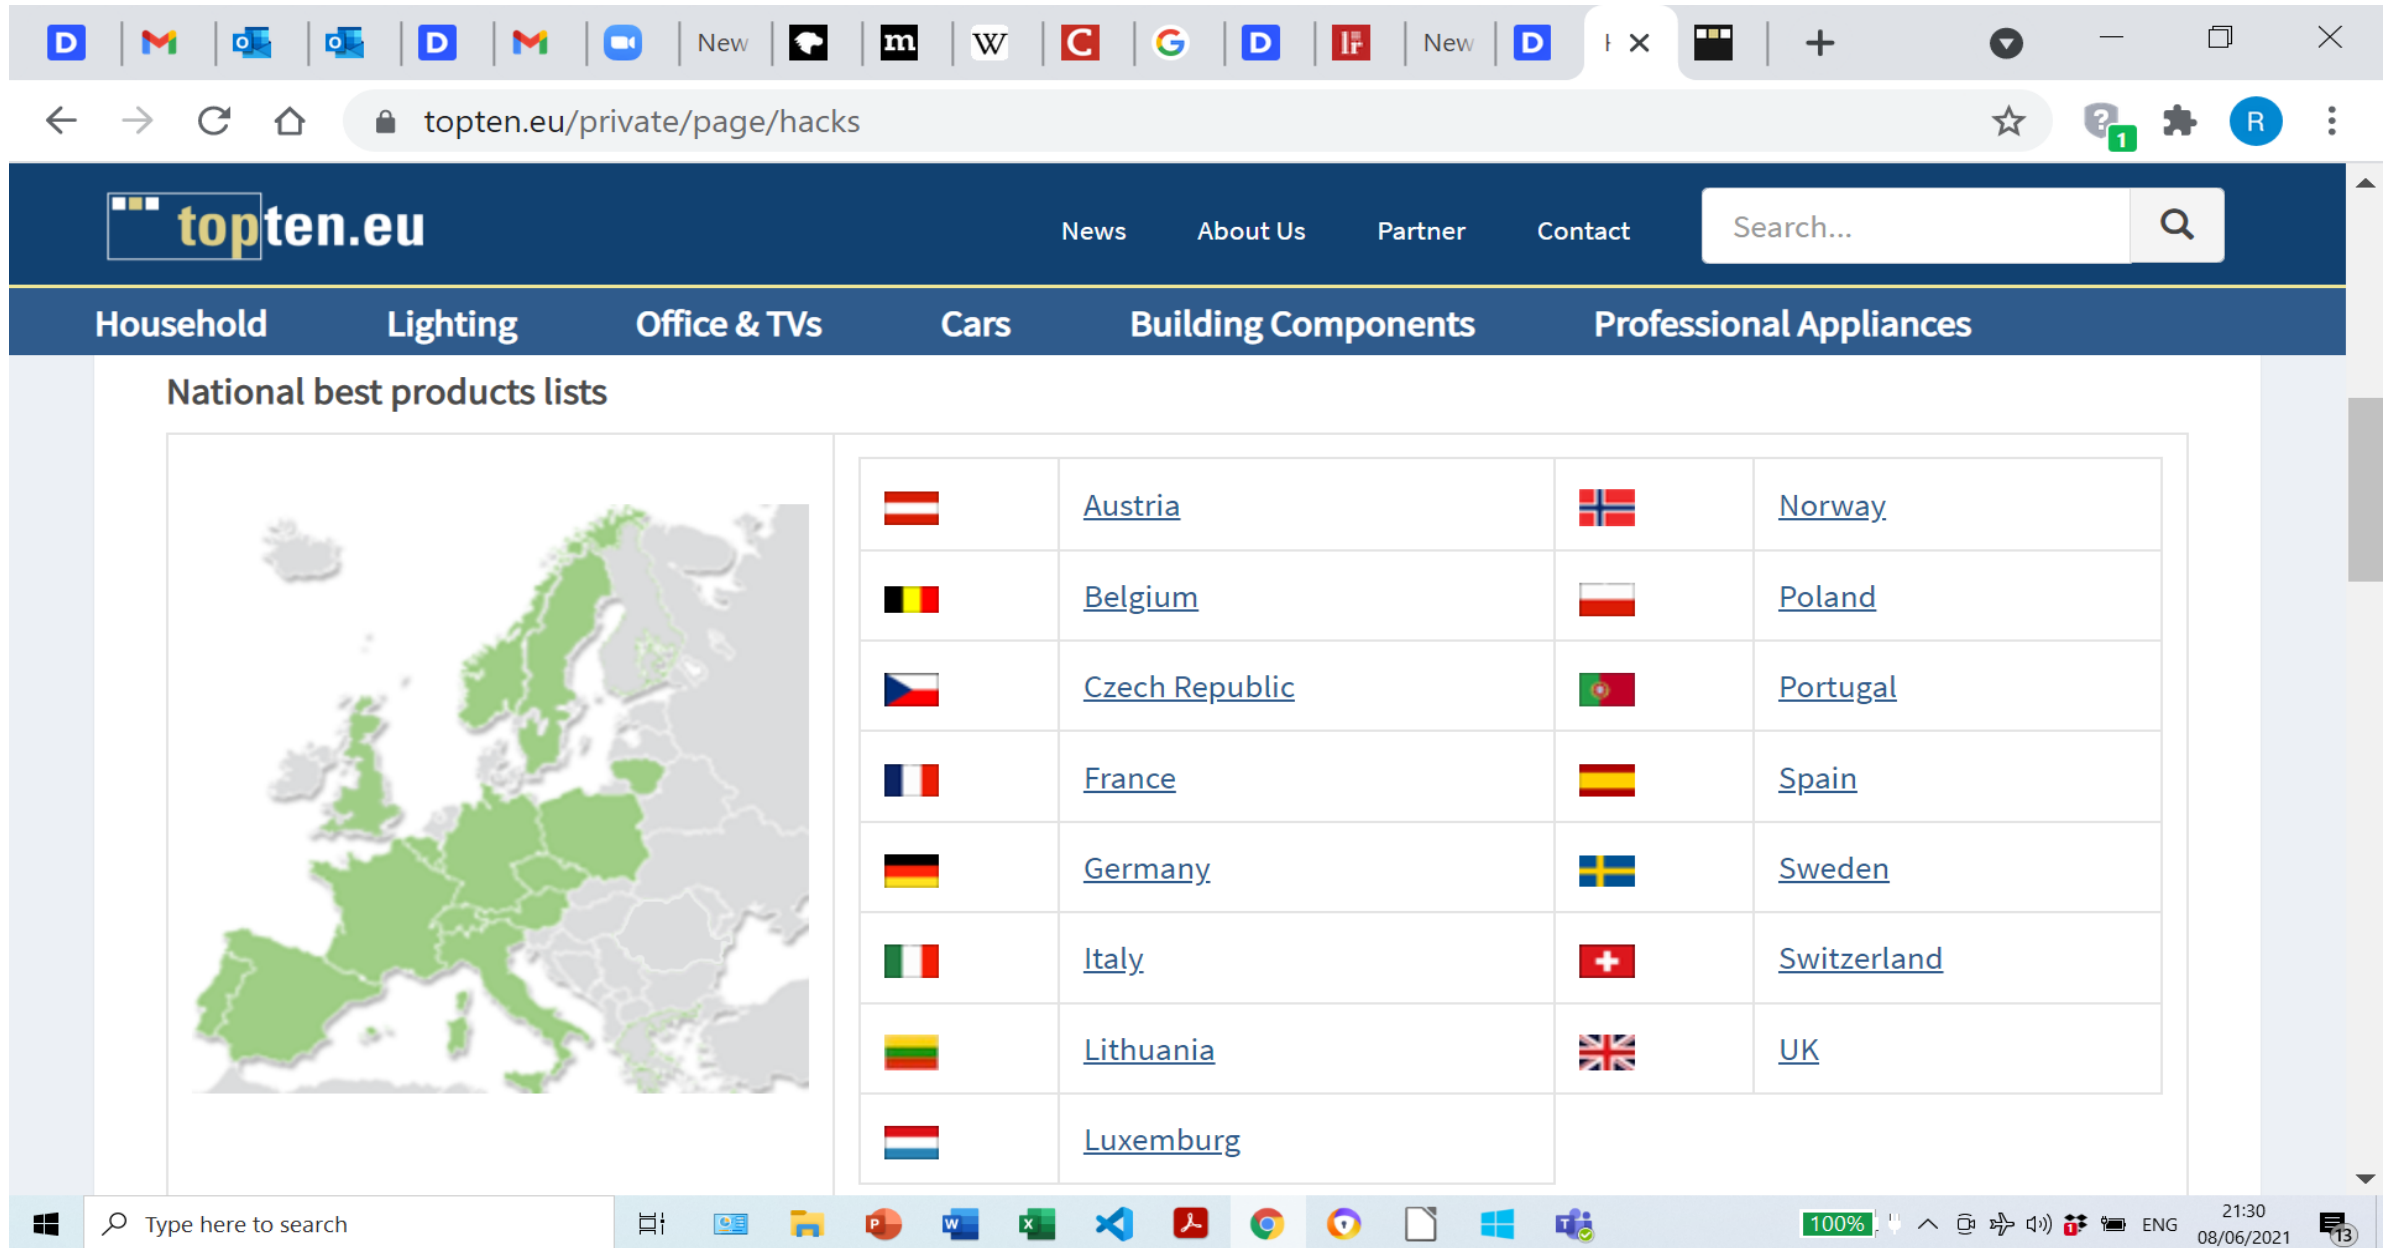 New
New
topten.eu/private/page/hacks
R
1
topten.eu
News About Us Partner Contact Search...
Household Lighting Office & TVs Cars Building Components Professional Appliances
National best products lists
Austria Norway
Belgium Poland
Czech Republic Portugal
France Spain
Germany Sweden
Italy Switzerland
Lithuania UK
Luxemburg
Type here to search
100%
ENG
21:30
08/06/2021
13